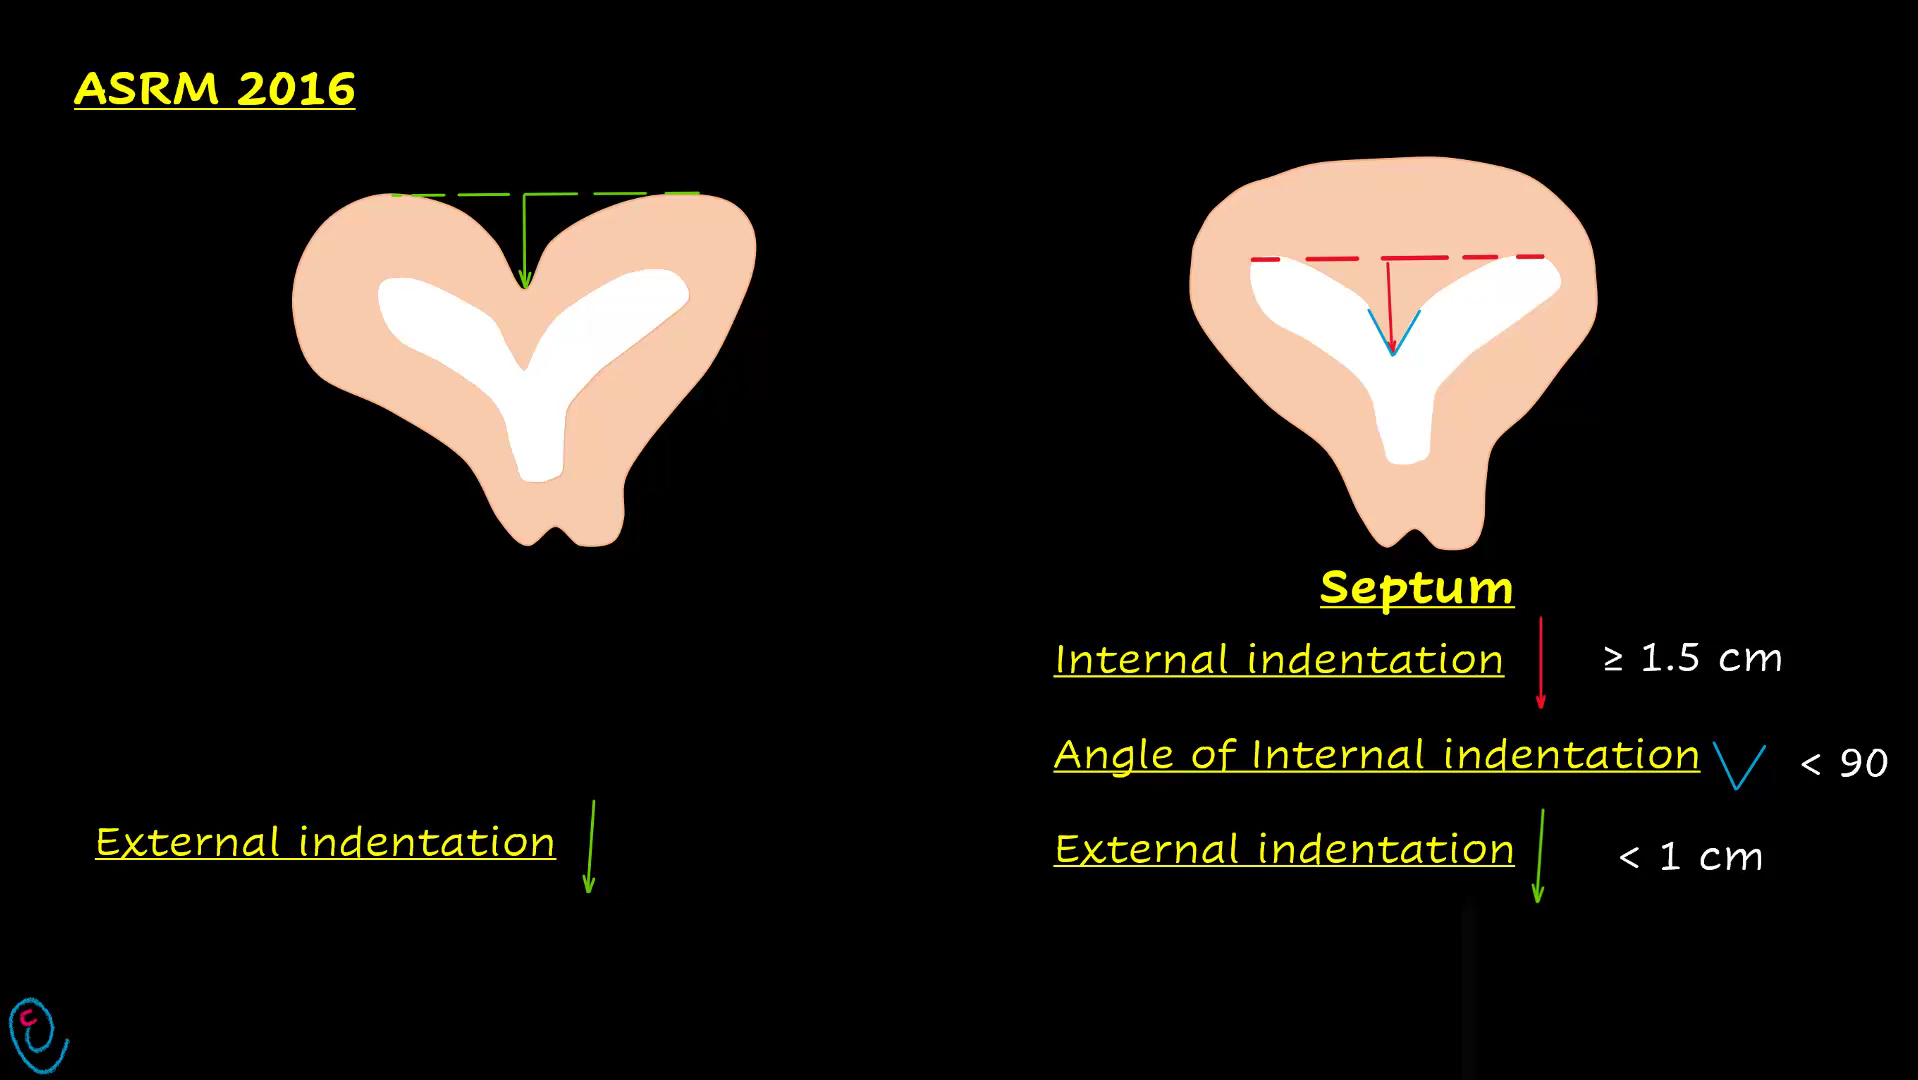 ASRM 2016
Septum
Internal indentation ≥ 1.5 cm
Angle of Internal indentation < 90
External indentation
External indentation < 1 cm